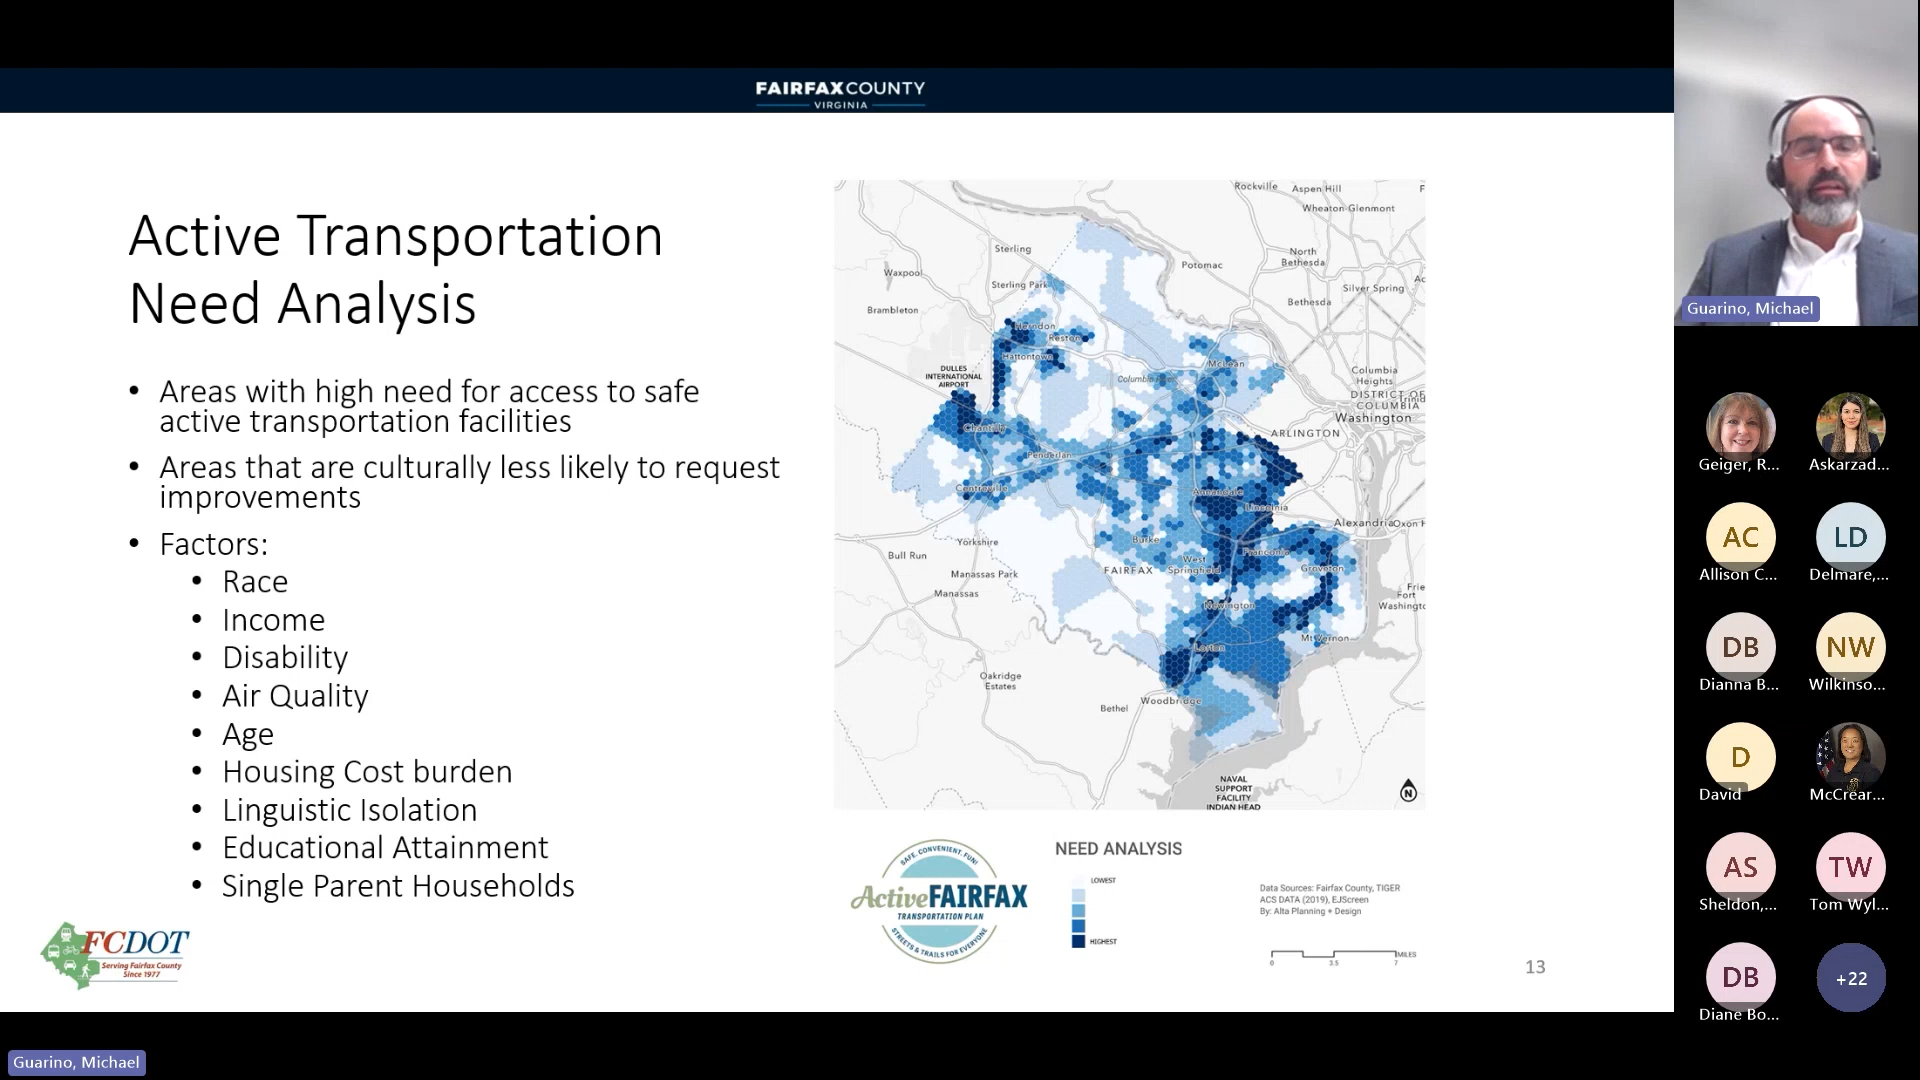 FAIRFAX COUNTY
VIRGINIA
Active Transportation
Need Analysis
• Areas with high need for access to safe
active transportation facilities
• Areas that are culturally less likely to request
improvements
• Factors:
• Race
• Income
• Disability
• Air Quality
• Age
• Housing Cost burden
• Linguistic Isolation
• Educational Attainment
• Single Parent Households
FCDOT
Serving Fairfax County
Since 1977
Rockville
Aspen Hill
Wheaton-Glenmont
Sterling
North
Bethesda
Potomac
Waxpool
Sterling Park
Silver Spring
Bethesda
Brambleton
Herndon
Reston
Hattontown
McLean
DULLES
INTERNATIONAL
AIRPORT
Columbia
Heights
DISTRICT OF
COLUMBIA
Washington
Chantilly
ARLINGTON
Penderlan
Centreville
Annandale
Lincolnia
Alexandria
Oxon H
Yorkshire
Burke
Bull Run
Franconia
West
Springfield
FAIRFAX
Groveton
Manassas Park
Manassas
Fort
Washingto
Newington
Mt Vernon
Lorton
Oakridge
Estates
Woodbridge
Bethel
NAVAL
SUPPORT
FACILITY
INDIAN HEAD
N
SAFE. CONVENIENT. FUN!
ActiveFAIRFAX
TRANSPORTATION PLAN
STREETS & TRAILS FOR EVERYONE
NEED ANALYSIS
LOWEST
HIGHEST
Data Sources: Fairfax County, TIGER
ACS DATA (2019), EJScreen
By: Alta Planning + Design
MILES
0 3.5 7
13
Guarino, Michael
Geiger, R...
Askarzad...
AC
Allison C...
LD
Delmare,...
DB
Dianna B...
NW
Wilkinso...
D
David
McCrear...
AS
Sheldon,...
TW
Tom Wyl...
DB
Diane Bo...
+22
Guarino, Michael